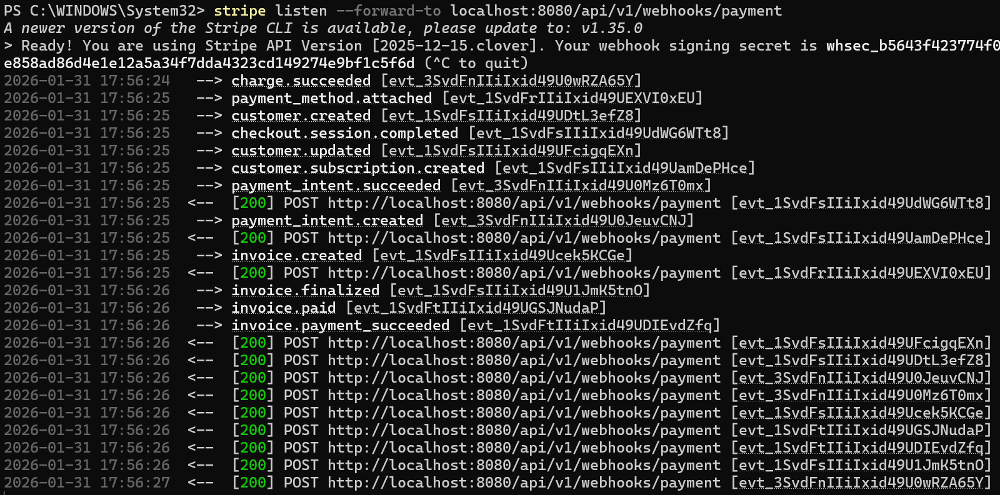 PS C:\WINDOWS\System32> stripe listen --forward-to localhost:8080/api/v1/webhooks/payment
A newer version of the Stripe CLI is available, please update to: v1.35.0
> Ready! You are using Stripe API Version [2025-12-15.clover]. Your webhook signing secret is whsec_b5643f423774f0
e858ad86d4e1e12a5a34f7dda4323cd149274e9bf1c5f6d (^C to quit)
2026-01-31 17:56:24   --> charge.succeeded [evt_3SvdFnIIiIxid49U0wRZA65Y]
2026-01-31 17:56:25   --> payment_method.attached [evt_1SvdFrIIiIxid49UEXVI0xEU]
2026-01-31 17:56:25   --> customer.created [evt_1SvdFsIIiIxid49UDtL3efZ8]
2026-01-31 17:56:25   --> checkout.session.completed [evt_1SvdFsIIiIxid49UdWG6WTt8]
2026-01-31 17:56:25   --> customer.updated [evt_1SvdFsIIiIxid49UFcigqEXn]
2026-01-31 17:56:25   --> customer.subscription.created [evt_1SvdFsIIiIxid49UamDePHce]
2026-01-31 17:56:25   --> payment_intent.succeeded [evt_3SvdFnIIiIxid49U0Mz6T0mx]
2026-01-31 17:56:25  <--  [200] POST http://localhost:8080/api/v1/webhooks/payment [evt_1SvdFsIIiIxid49UdWG6WTt8]
2026-01-31 17:56:25   --> payment_intent.created [evt_3SvdFnIIiIxid49U0JeuvCNJ]
2026-01-31 17:56:25  <--  [200] POST http://localhost:8080/api/v1/webhooks/payment [evt_1SvdFsIIiIxid49UamDePHce]
2026-01-31 17:56:25   --> invoice.created [evt_1SvdFsIIiIxid49Ucek5KCGe]
2026-01-31 17:56:25  <--  [200] POST http://localhost:8080/api/v1/webhooks/payment [evt_1SvdFrIIiIxid49UEXVI0xEU]
2026-01-31 17:56:26   --> invoice.finalized [evt_1SvdFsIIiIxid49U1JmK5tnO]
2026-01-31 17:56:26   --> invoice.paid [evt_1SvdFtIIiIxid49UGSJNudaP]
2026-01-31 17:56:26   --> invoice.payment_succeeded [evt_1SvdFtIIiIxid49UDIEvdZfq]
2026-01-31 17:56:26  <--  [200] POST http://localhost:8080/api/v1/webhooks/payment [evt_1SvdFsIIiIxid49UFcigqEXn]
2026-01-31 17:56:26  <--  [200] POST http://localhost:8080/api/v1/webhooks/payment [evt_1SvdFsIIiIxid49UDtL3efZ8]
2026-01-31 17:56:26  <--  [200] POST http://localhost:8080/api/v1/webhooks/payment [evt_3SvdFnIIiIxid49U0JeuvCNJ]
2026-01-31 17:56:26  <--  [200] POST http://localhost:8080/api/v1/webhooks/payment [evt_3SvdFnIIiIxid49U0Mz6T0mx]
2026-01-31 17:56:26  <--  [200] POST http://localhost:8080/api/v1/webhooks/payment [evt_1SvdFsIIiIxid49Ucek5KCGe]
2026-01-31 17:56:26  <--  [200] POST http://localhost:8080/api/v1/webhooks/payment [evt_1SvdFtIIiIxid49UGSJNudaP]
2026-01-31 17:56:26  <--  [200] POST http://localhost:8080/api/v1/webhooks/payment [evt_1SvdFtIIiIxid49UDIEvdZfq]
2026-01-31 17:56:26  <--  [200] POST http://localhost:8080/api/v1/webhooks/payment [evt_1SvdFsIIiIxid49U1JmK5tnO]
2026-01-31 17:56:27  <--  [200] POST http://localhost:8080/api/v1/webhooks/payment [evt_3SvdFnIIiIxid49U0wRZA65Y]